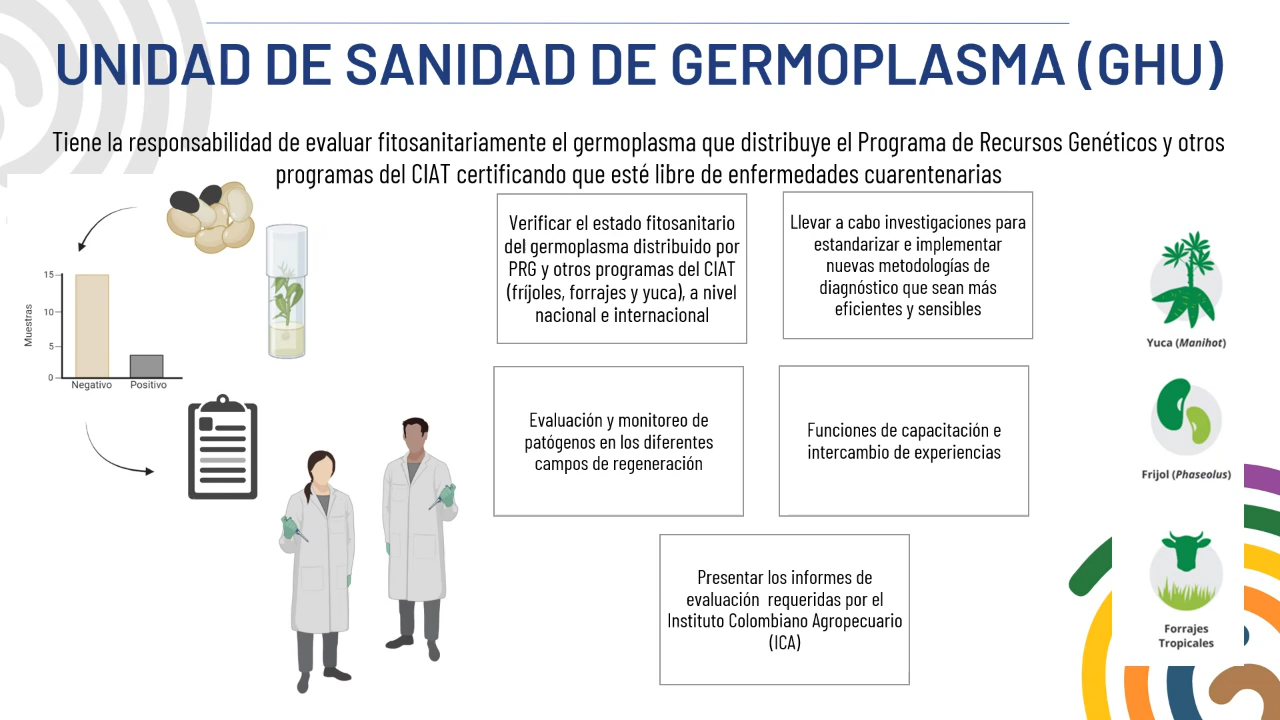 UNIDAD DE SANIDAD DE GERMOPLASMA (GHU)
Tiene la responsabilidad de evaluar fitosanitariamente el germoplasma que distribuye el Programa de Recursos Genéticos y otros
programas del CIAT certificando que esté libre de enfermedades cuarentenarias
Muestras
15
10
5
0
Negativo
Positivo
Verificar el estado fitosanitario
del germoplasma distribuido por
PRG y otros programas del CIAT
(fríjoles, forrajes y yuca), a nivel
nacional e internacional
Llevar a cabo investigaciones para
estandarizar e implementar
nuevas metodologías de
diagnóstico que sean más
eficientes y sensibles
Evaluación y monitoreo de
patógenos en los diferentes
campos de regeneración
Funciones de capacitación e
intercambio de experiencias
Presentar los informes de
evaluación  requeridas por el
Instituto Colombiano Agropecuario
(ICA)
Yuca (Manihot)
Frijol (Phaseolus)
Forrajes
Tropicales